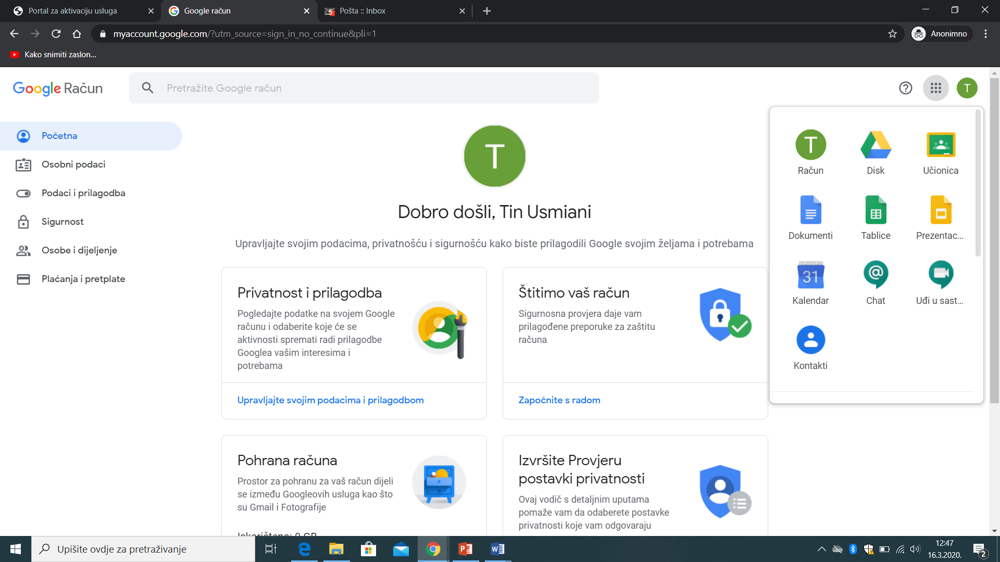 Portal za aktivaciju usluga
Google račun
Pošta :: Inbox
myaccount.google.com/?utm_source=sign_in_no_continue&pli=1
Anonimno
Kako snimiti zaslon...
Google Račun
Pretražite Google račun
T
Početna
Osobni podaci
Podaci i prilagodba
Sigurnost
Osobe i dijeljenje
Plaćanja i pretplate
T
Dobro došli, Tin Usmiani
Upravljajte svojim podacima, privatnošću i sigurnošću kako biste prilagodili Google svojim željama i potrebama
Privatnost i prilagodba
Pogledajte podatke na svojem Google
računu i odaberite koje će se
aktivnosti spremati radi prilagodbe
Googlea vašim interesima i
potrebama
Upravljajte svojim podacima i prilagodbom
Štitimo vaš račun
Sigurnosna provjera daje vam
prilagođene preporuke za zaštitu
računa
Započnite s radom
Pohrana računa
Prostor za pohranu za vaš račun dijeli
se između Googleovih usluga kao što
su Gmail i Fotografije
Iskorišteno: 0 GB
Izvršite Provjeru
postavki privatnosti
Ovaj vodič s detaljnim uputama
pomaže vam da odaberete postavke
privatnosti koje vam odgovaraju
T
Račun
Disk
Učionica
Dokumenti
Tablice
Prezentac...
31
Kalendar
Chat
Uđi u sast...
Kontakti
Upišite ovdje za pretraživanje
12:47
16.3.2020.
2